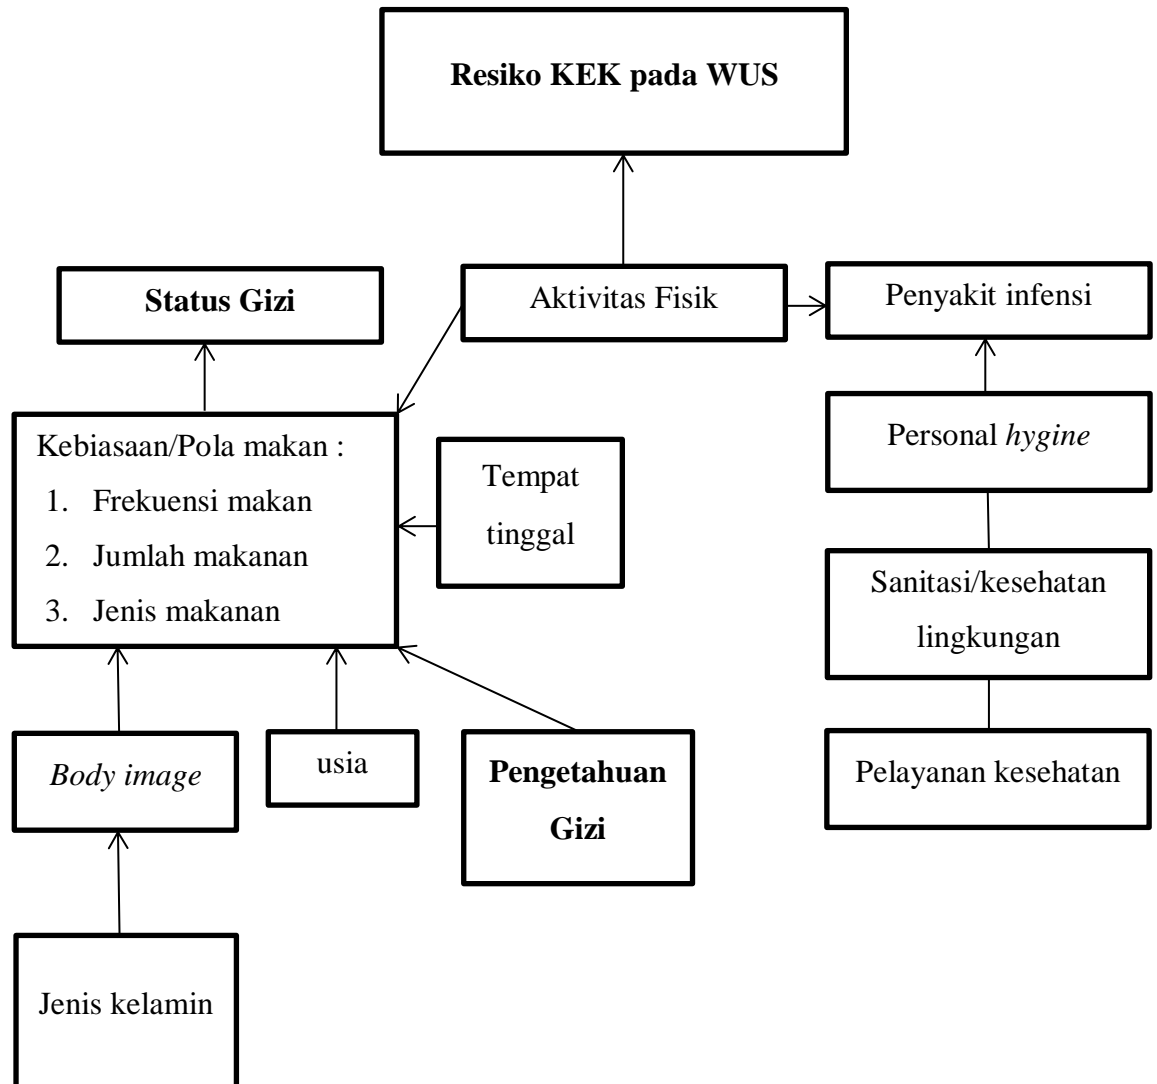 Resiko KEK pada WUS
Status Gizi
Aktivitas Fisik
Penyakit infensi
Kebiasaan/Pola makan :
1. Frekuensi makan
2. Jumlah makanan
3. Jenis makanan
Tempat
tinggal
Personal hygine
Sanitasi/kesehatan
lingkungan
Body image
usia
Pengetahuan
Gizi
Pelayanan kesehatan
Jenis kelamin